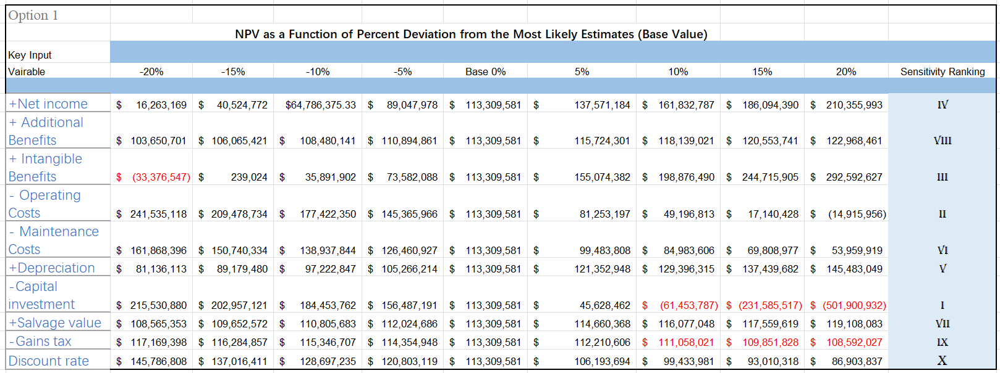 Option 1
NPV as a Function of Percent Deviation from the Most Likely Estimates (Base Value)
Key Input
Vairable -20% -15% -10% -5% Base 0% 5% 10% 15% 20% Sensitivity Ranking
+Net income $ 16,263,169 $ 40,524,772 $64,786,375.33 $ 89,047,978 $ 113,309,581 $ 137,571,184 $ 161,832,787 $ 186,094,390 $ 210,355,993 IV
+ Additional
Benefits $ 103,650,701 $ 106,065,421 $ 108,480,141 $ 110,894,861 $ 113,309,581 $ 115,724,301 $ 118,139,021 $ 120,553,741 $ 122,968,461 VIII
+ Intangible
Benefits $ (33,376,547) $ 239,024 $ 35,891,902 $ 73,582,088 $ 113,309,581 $ 155,074,382 $ 198,876,490 $ 244,715,905 $ 292,592,627 III
- Operating
Costs $ 241,535,118 $ 209,478,734 $ 177,422,350 $ 145,365,966 $ 113,309,581 $ 81,253,197 $ 49,196,813 $ 17,140,428 $ (14,915,956) II
- Maintenance
Costs $ 161,868,396 $ 150,740,334 $ 138,937,844 $ 126,460,927 $ 113,309,581 $ 99,483,808 $ 84,983,606 $ 69,808,977 $ 53,959,919 VI
+Depreciation $ 81,136,113 $ 89,179,480 $ 97,222,847 $ 105,266,214 $ 113,309,581 $ 121,352,948 $ 129,396,315 $ 137,439,682 $ 145,483,049 V
-Capital
investment $ 215,530,880 $ 202,957,121 $ 184,453,762 $ 156,487,191 $ 113,309,581 $ 45,628,462 $ (61,453,787) $ (231,585,517) $ (501,900,932) I
+Salvage value $ 108,565,353 $ 109,652,572 $ 110,805,683 $ 112,024,686 $ 113,309,581 $ 114,660,368 $ 116,077,048 $ 117,559,619 $ 119,108,083 VII
-Gains tax $ 117,169,398 $ 116,284,857 $ 115,346,707 $ 114,354,948 $ 113,309,581 $ 112,210,606 $ 111,058,021 $ 109,851,828 $ 108,592,027 IX
Discount rate $ 145,786,808 $ 137,016,411 $ 128,697,235 $ 120,803,119 $ 113,309,581 $ 106,193,694 $ 99,433,981 $ 93,010,318 $ 86,903,837 X